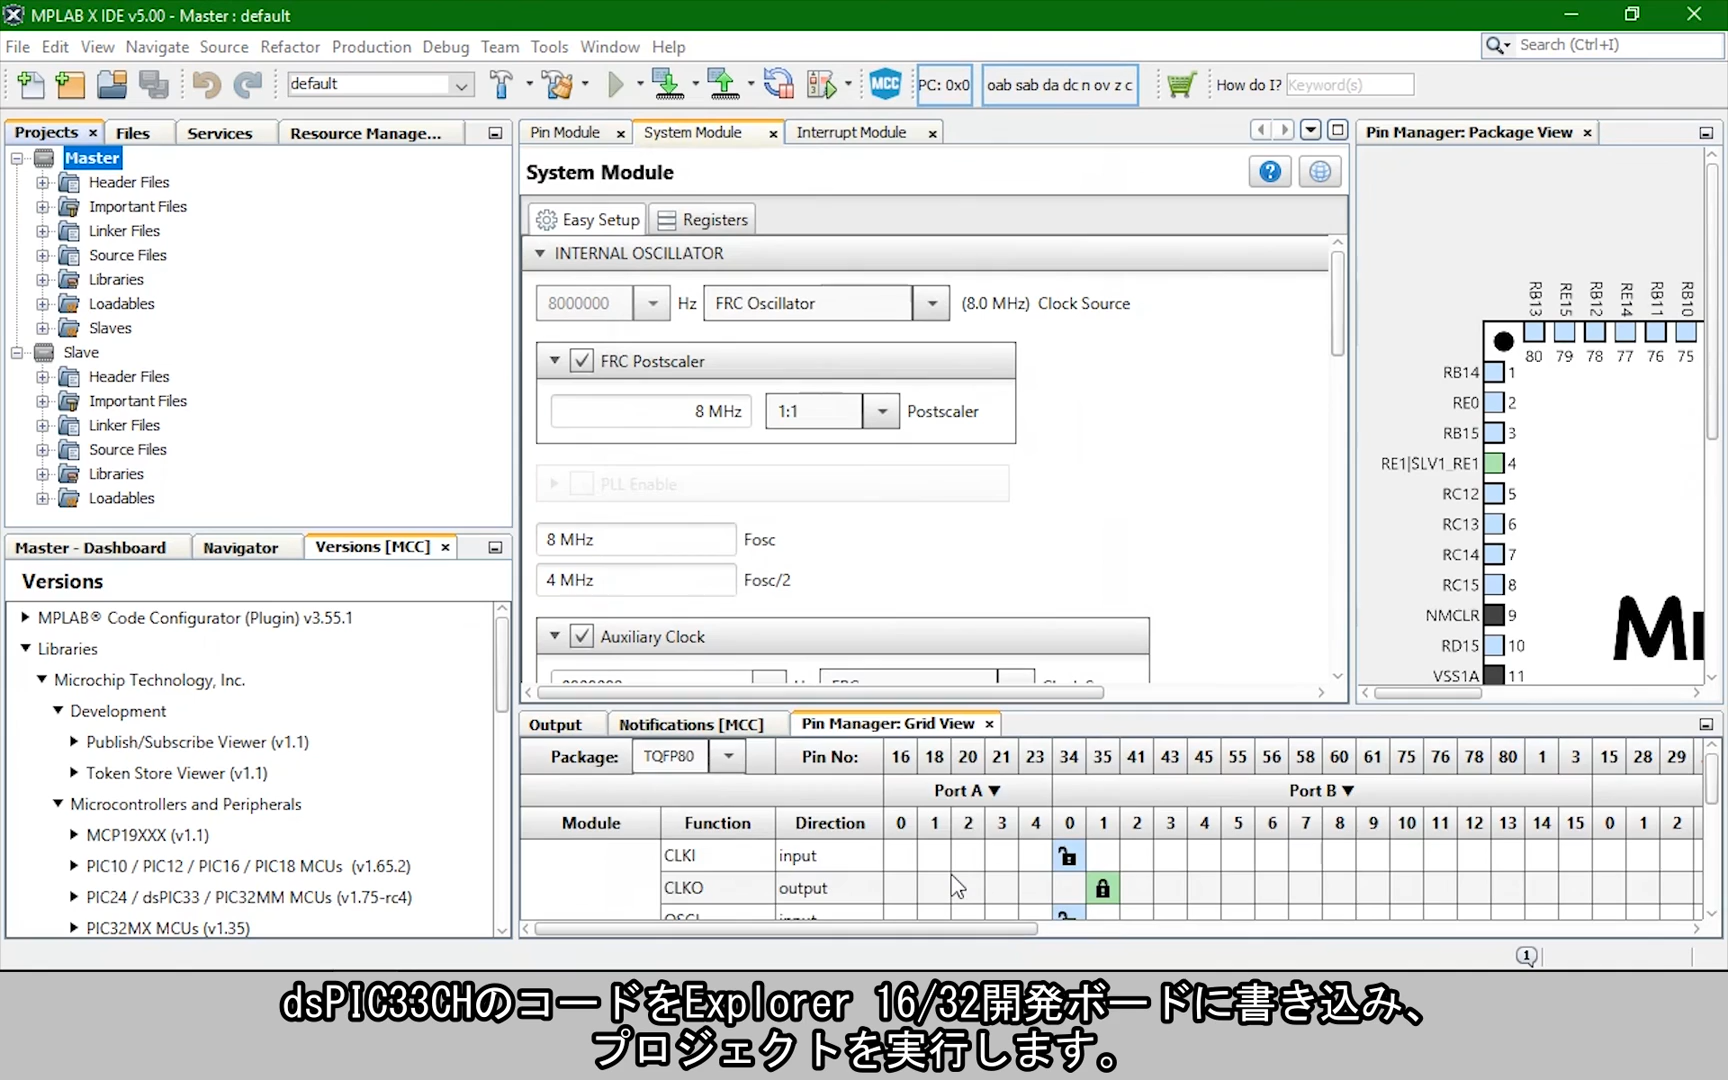 MPLAB X IDE v5.00 - Master : default
File Edit View Navigate Source Refactor Production Debug Team Tools Window Help
Search (Ctrl+I)
default
MCC
PC: 0x0
oab sab da dc n ov z c
How do I?
Keyword(s)
Projects
Files
Services
Resource Manage...
Master
Header Files
Important Files
Linker Files
Source Files
Libraries
Loadables
Slaves
Slave
Header Files
Important Files
Linker Files
Source Files
Libraries
Loadables
Master - Dashboard
Navigator
Versions [MCC]
Versions
MPLAB® Code Configurator (Plugin) v3.55.1
Libraries
Microchip Technology, Inc.
Development
Publish/Subscribe Viewer (v1.1)
Token Store Viewer (v1.1)
Microcontrollers and Peripherals
MCP19XXX (v1.1)
PIC10 / PIC12 / PIC16 / PIC18 MCUs (v1.65.2)
PIC24 / dsPIC33 / PIC32MM MCUs (v1.75-rc4)
PIC32MX MCUs (v1.35)
Pin Module
System Module
Interrupt Module
System Module
Easy Setup
Registers
INTERNAL OSCILLATOR
8000000 Hz FRC Oscillator (8.0 MHz) Clock Source
FRC Postscaler
8 MHz 1:1 Postscaler
PLL Enable
8 MHz Fosc
4 MHz Fosc/2
Auxiliary Clock
Pin Manager: Package View
RB13 RE15 RB12 RE14 RB11 RB10
80 79 78 77 76 75
RB14 1
RE0 2
RB15 3
RE1|SLV1_RE1 4
RC12 5
RC13 6
RC14 7
RC15 8
NMCLR 9
RD15 10
VSS1A 11
Output
Notifications [MCC]
Pin Manager: Grid View
Package: TQFP80 Pin No: 16 18 20 21 23 34 35 41 43 45 55 56 58 60 61 75 76 78 80 1 3 15 28 29
Port A ▼ Port B ▼
Module Function Direction 0 1 2 3 4 0 1 2 3 4 5 6 7 8 9 10 11 12 13 14 15 0 1 2
CLKI input
CLKO output
dsPIC33CHのコードをExplorer 16/32開発ボードに書き込み、
プロジェクトを実行します。